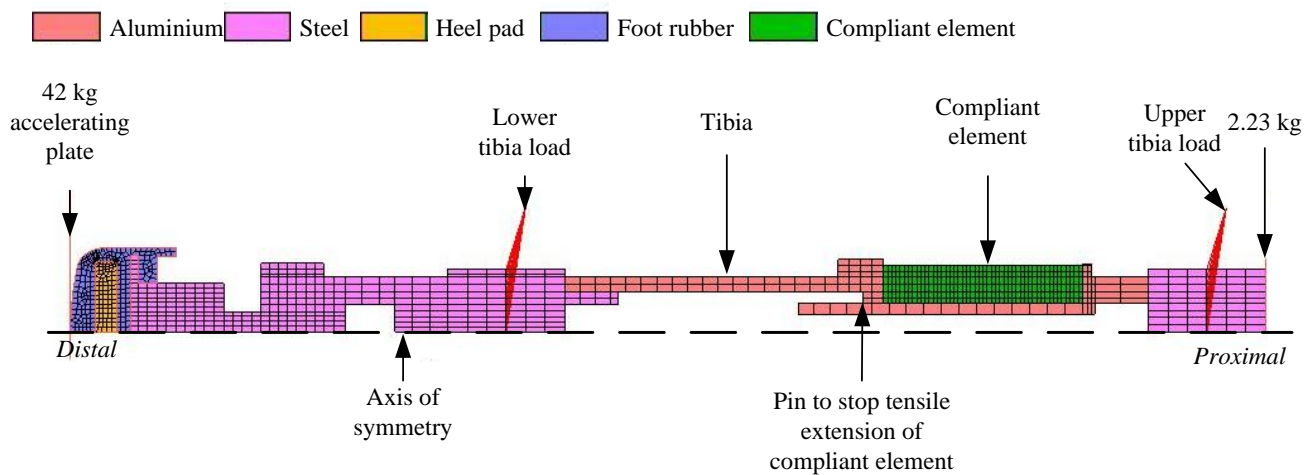 Aluminium
Steel
Heel pad
Foot rubber
Compliant element
42 kg
accelerating
plate
Lower
tibia load
Tibia
Compliant
element
Upper
tibia load
2.23 kg
Distal
Proximal
Axis of
symmetry
Pin to stop tensile
extension of
compliant element